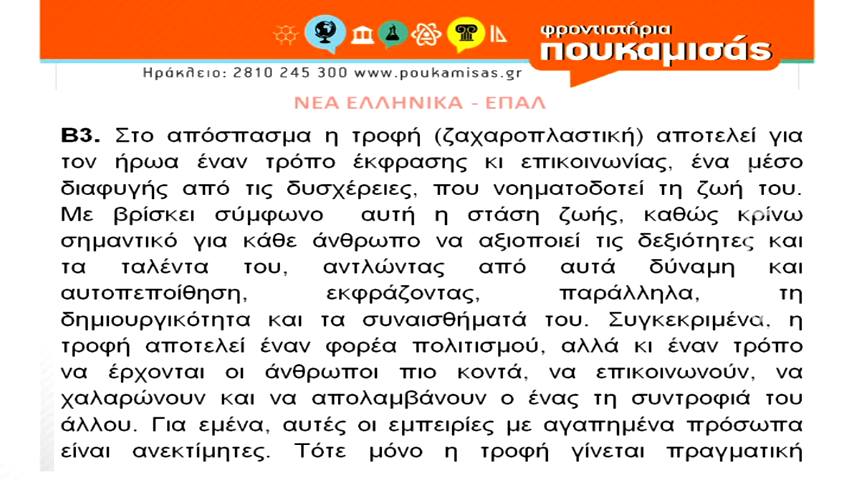 φροντιστήρια
πουκαμισάς
Ηράκλειο: 2810 245 300 www.poukamisas.gr
ΝΕΑ ΕΛΛΗΝΙΚΑ - ΕΠΑΛ
Β3. Στο απόσπασμα η τροφή (ζαχαροπλαστική) αποτελεί για
τον ήρωα έναν τρόπο έκφρασης κι επικοινωνίας, ένα μέσο
διαφυγής από τις δυσχέρειες, που νοηματοδοτεί τη ζωή του.
Με βρίσκει σύμφωνο αυτή η στάση ζωής, καθώς κρίνω
σημαντικό για κάθε άνθρωπο να αξιοποιεί τις δεξιότητες και
τα ταλέντα του, αντλώντας από αυτά δύναμη και
αυτοπεποίθηση, εκφράζοντας, παράλληλα, τη
δημιουργικότητα και τα συναισθήματά του. Συγκεκριμένα, η
τροφή αποτελεί έναν φορέα πολιτισμού, αλλά κι έναν τρόπο
να έρχονται οι άνθρωποι πιο κοντά, να επικοινωνούν, να
χαλαρώνουν και να απολαμβάνουν ο ένας τη συντροφιά του
άλλου. Για εμένα, αυτές οι εμπειρίες με αγαπημένα πρόσωπα
είναι ανεκτίμητες. Τότε μόνο η τροφή γίνεται πραγματική